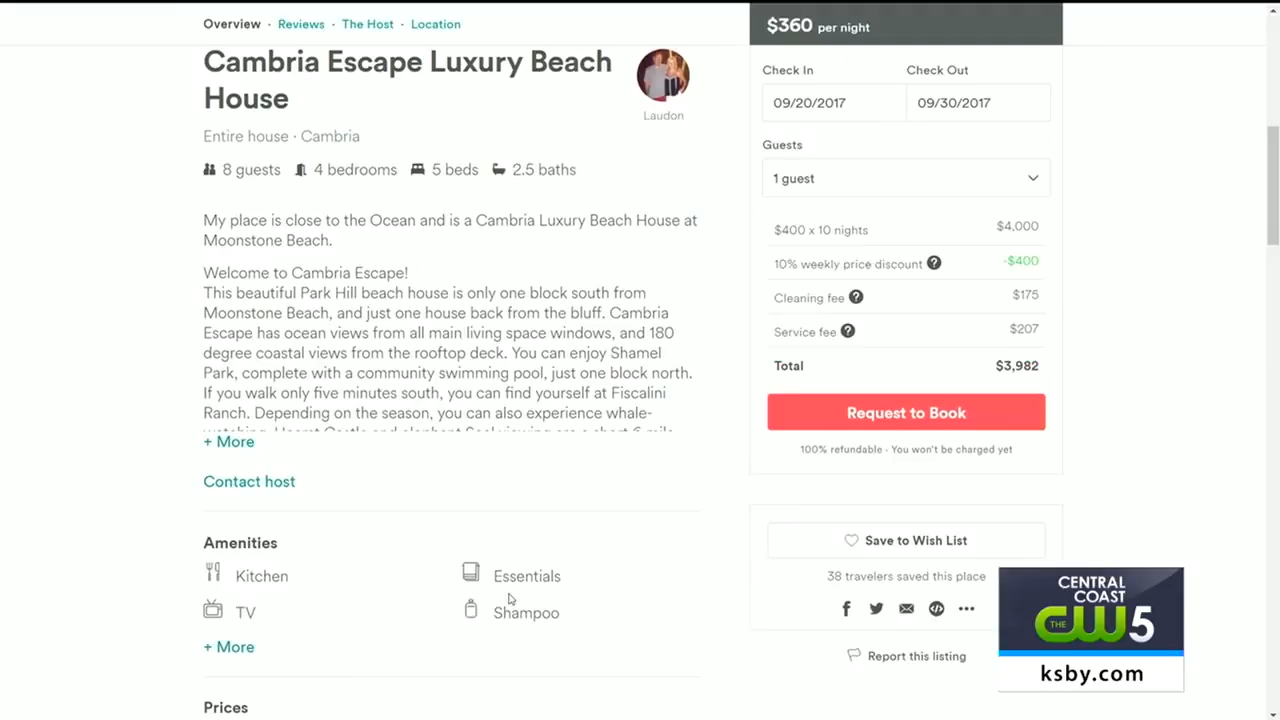 Overview · Reviews · The Host · Location
Cambria Escape Luxury Beach
House
Laudon
Entire house · Cambria
8 guests 4 bedrooms 5 beds 2.5 baths
My place is close to the Ocean and is a Cambria Luxury Beach House at
Moonstone Beach.
Welcome to Cambria Escape!
This beautiful Park Hill beach house is only one block south from
Moonstone Beach, and just one house back from the bluff. Cambria
Escape has ocean views from all main living space windows, and 180
degree coastal views from the rooftop deck. You can enjoy Shamel
Park, complete with a community swimming pool, just one block north.
If you walk only five minutes south, you can find yourself at Fiscalini
Ranch. Depending on the season, you can also experience whale-
+ More
Contact host
Amenities
Kitchen Essentials
TV Shampoo
+ More
Prices
$360 per night
Check In Check Out
09/20/2017 09/30/2017
Guests
1 guest
$400 x 10 nights $4,000
10% weekly price discount ? -$400
Cleaning fee ? $175
Service fee ? $207
Total $3,982
Request to Book
100% refundable · You won't be charged yet
Save to Wish List
38 travelers saved this place
Report this listing
CENTRAL
COAST
THE CW5
ksby.com